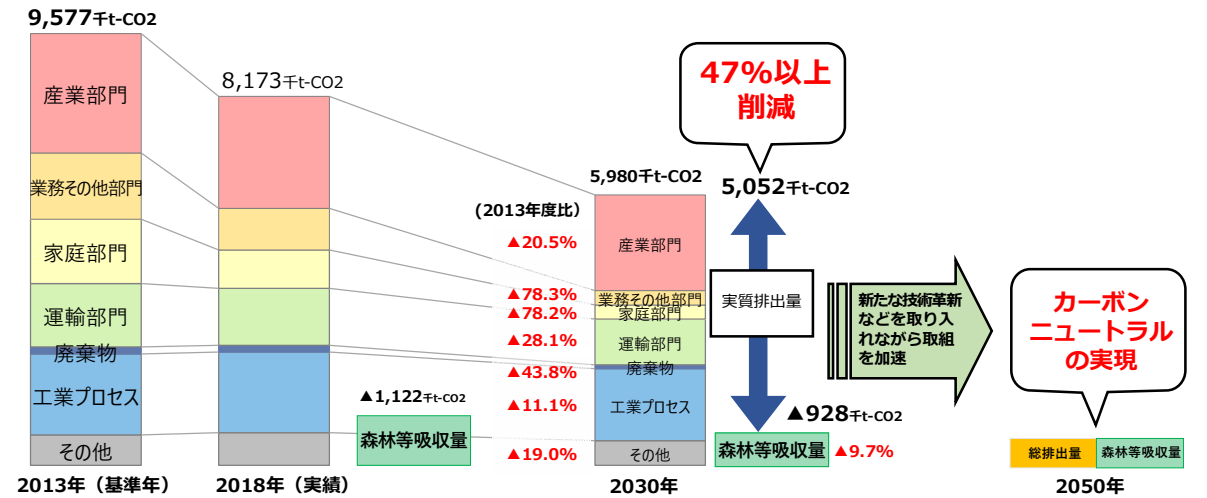 9,577千t-CO2
産業部門
業務その他部門
家庭部門
運輸部門
廃棄物
工業プロセス
その他
2013年（基準年）
8,173千t-CO2
2018年（実績）
▲1,122千t-CO2
森林等吸収量
(2013年度比)
▲20.5%
▲78.3%
▲78.2%
▲28.1%
▲43.8%
▲11.1%
▲19.0%
5,980千t-CO2
産業部門
業務その他部門
家庭部門
運輸部門
廃棄物
工業プロセス
その他
2030年
47%以上
削減
5,052千t-CO2
実質排出量
▲928千t-CO2
森林等吸収量
▲9.7%
新たな技術革新
などを取り入
れながら取組
を加速
カーボン
ニュートラル
の実現
総排出量
森林等吸収量
2050年